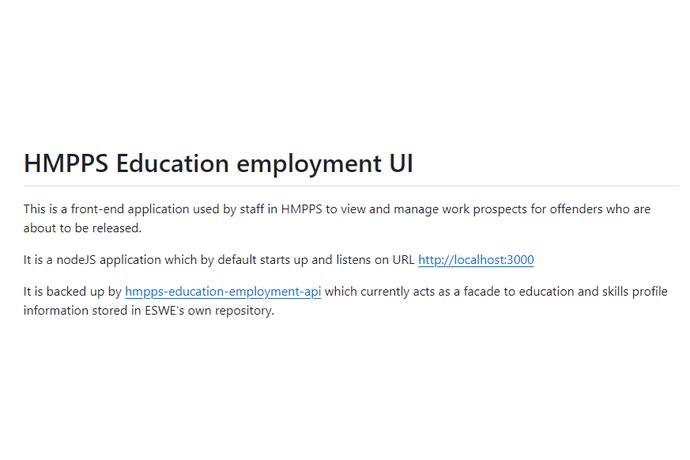 HMPPS Education employment UI
This is a front-end application used by staff in HMPPS to view and manage work prospects for offenders who are
about to be released.
It is a nodeJS application which by default starts up and listens on URL http://localhost:3000
It is backed up by hmpps-education-employment-api which currently acts as a facade to education and skills profile
information stored in ESWE's own repository.